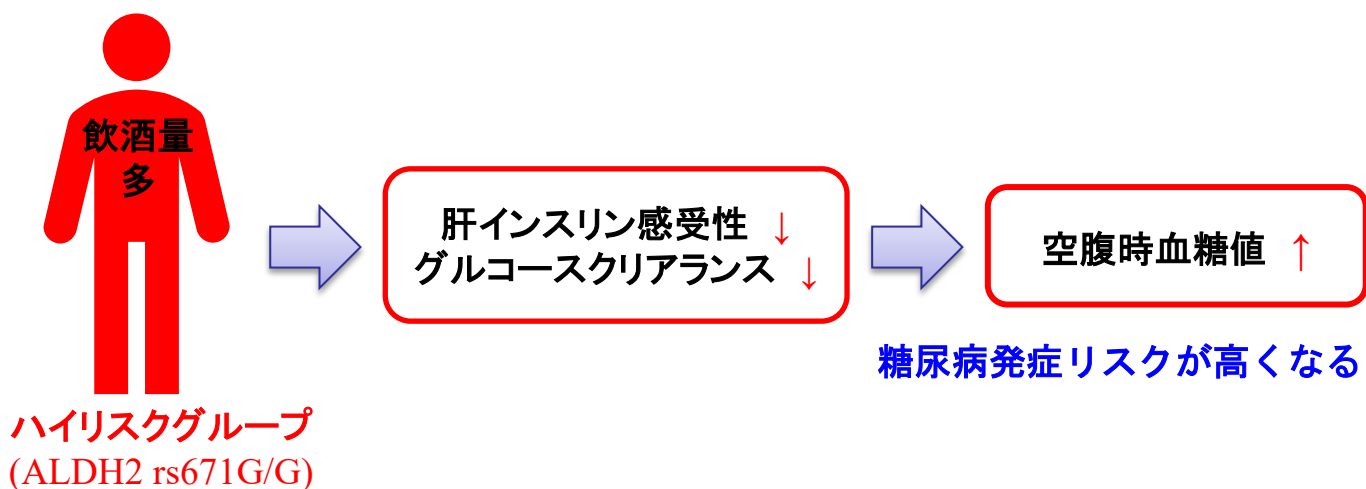 飲酒量
多
肝インスリン感受性 ↓
グルコースクリアランス ↓
空腹時血糖値 ↑
糖尿病発症リスクが高くなる
ハイリスクグループ
(ALDH2 rs671G/G)